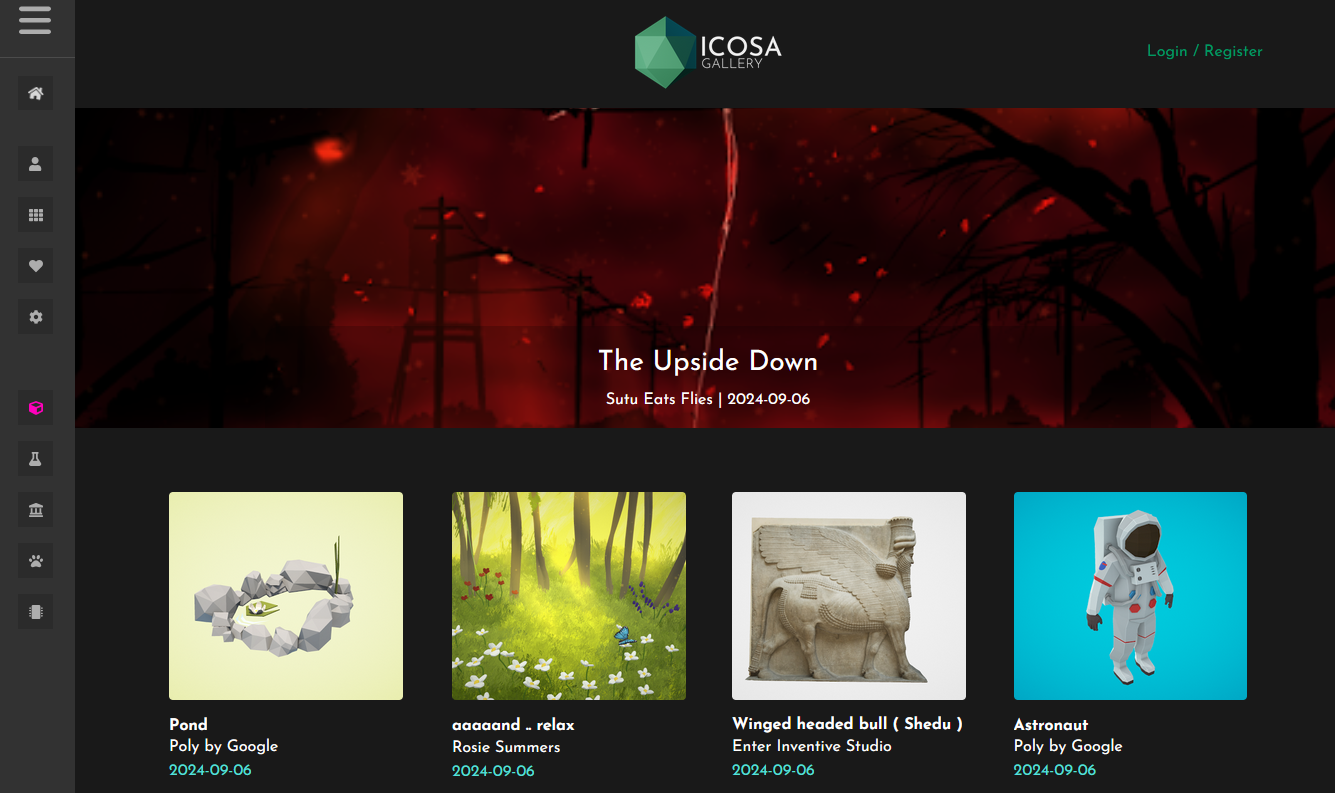 ICOSA
GALLERY
Login / Register
The Upside Down
Sutu Eats Flies | 2024-09-06
Pond
Poly by Google
2024-09-06
aaaaand .. relax
Rosie Summers
2024-09-06
Winged headed bull ( Shedu )
Enter Inventive Studio
2024-09-06
Astronaut
Poly by Google
2024-09-06